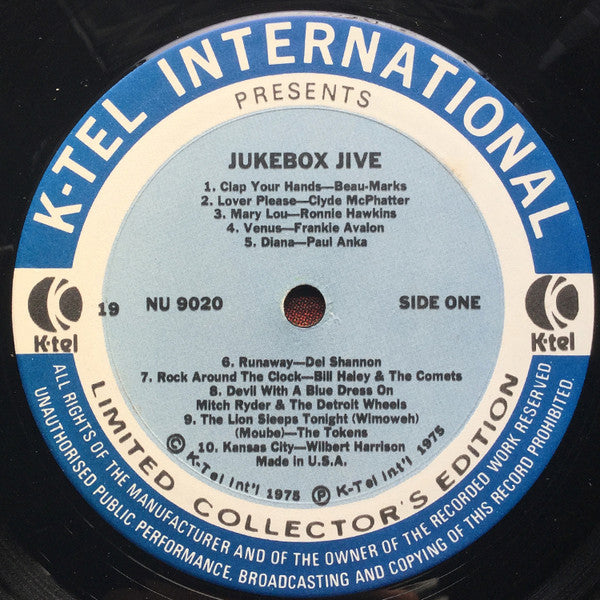 K-TEL INTERNATIONAL
PRESENTS
JUKEBOX JIVE
1. Clap Your Hands—Beau-Marks
2. Lover Please—Clyde McPhatter
3. Mary Lou—Ronnie Hawkins
4. Venus—Frankie Avalon
5. Diana—Paul Anka
K-tel
19
NU 9020
SIDE ONE
K-tel
6. Runaway—Del Shannon
7. Rock Around The Clock—Bill Haley & The Comets
8. Devil With A Blue Dress On
Mitch Ryder & The Detroit Wheels
9. The Lion Sleeps Tonight (Wimoweh)
(Moube)—The Tokens
10. Kansas City—Wilbert Harrison
Made in U.S.A.
© K-Tel Int'l 1975 ℗ K-Tel Int'l 1975
LIMITED COLLECTOR'S EDITION
ALL RIGHTS OF THE MANUFACTURER AND OF THE OWNER OF THE RECORDED WORK RESERVED
UNAUTHORISED PUBLIC PERFORMANCE, BROADCASTING AND COPYING OF THIS RECORD PROHIBITED.